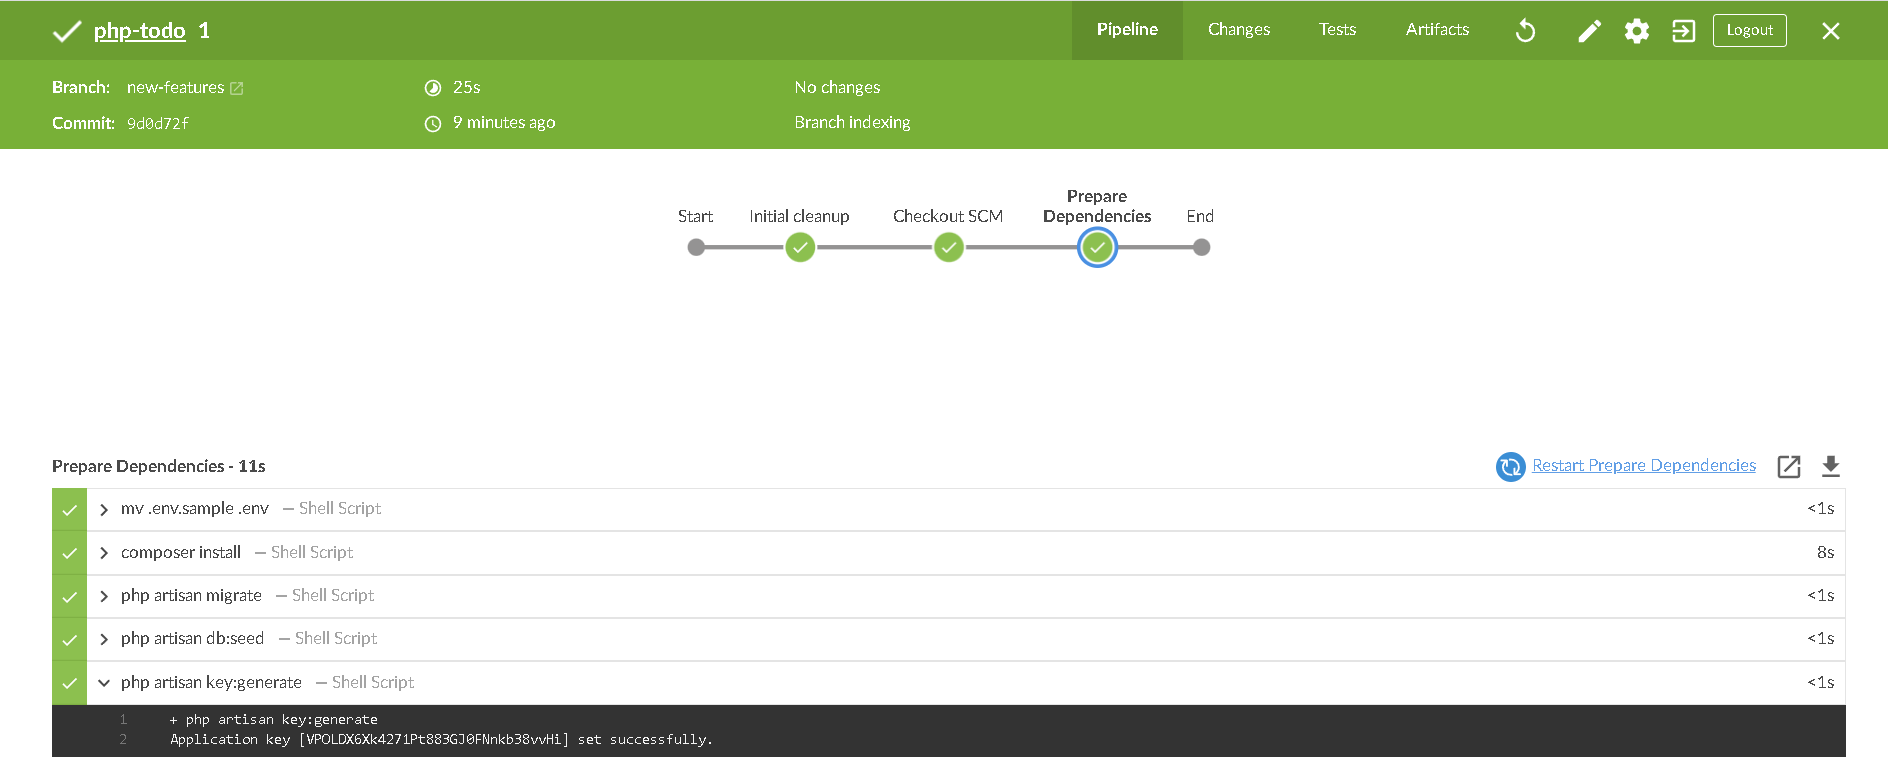 php-todo 1 Pipeline Changes Tests Artifacts Logout
Branch: new-features 25s No changes
Commit: 9d0d72f 9 minutes ago Branch indexing
Start Initial cleanup Checkout SCM Prepare Dependencies End
Prepare Dependencies - 11s Restart Prepare Dependencies
mv .env.sample .env — Shell Script <1s
composer install — Shell Script 8s
php artisan migrate — Shell Script <1s
php artisan db:seed — Shell Script <1s
php artisan key:generate — Shell Script <1s
1 + php artisan key:generate
2 Application key [VPOLDX6Xk4271Pt883GJ0FNnkb38vvHi] set successfully.